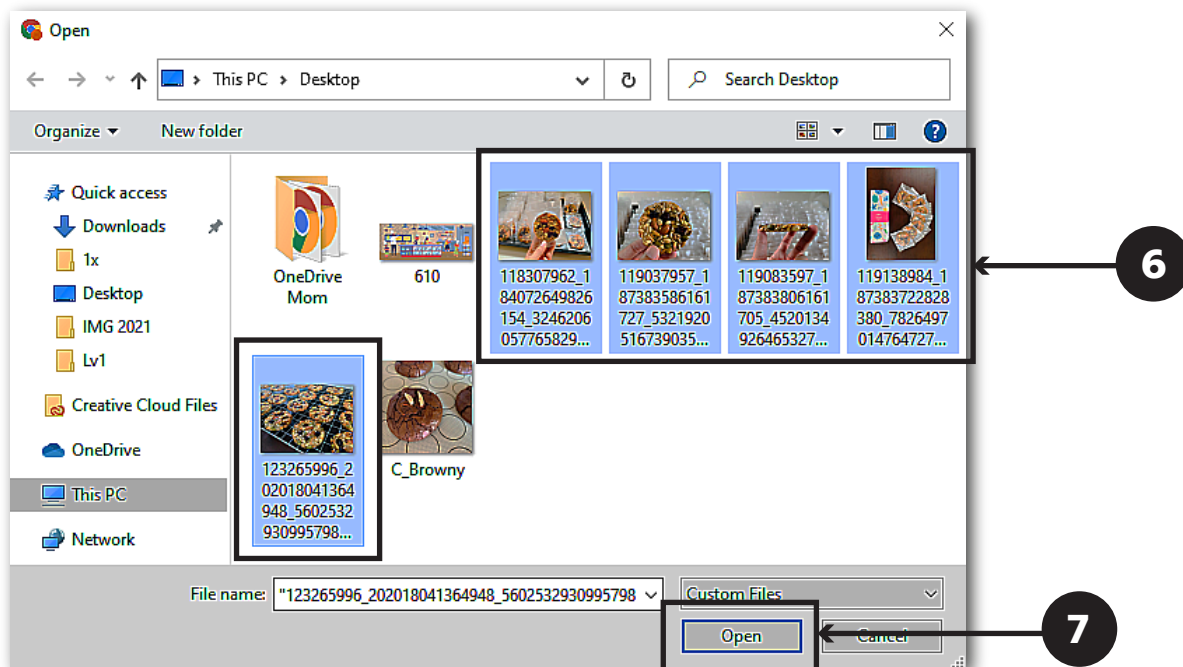 Open
This PC > Desktop
Search Desktop
Organize
New folder
Quick access
Downloads
1x
Desktop
IMG 2021
Lv1
Creative Cloud Files
OneDrive
This PC
Network
OneDrive
Mom
610
118307962_1
84072649826
154_3246206
057765829...
119037957_1
87383586161
727_5321920
516739035...
119083597_1
87383806161
705_4520134
926465327...
119138984_1
87383722828
380_7826497
014764727...
6
123265996_2
02018041364
948_5602532
930995798...
C_Browny
File name: "123265996_202018041364948_5602532930995798
Custom Files
Open
Cancel
7